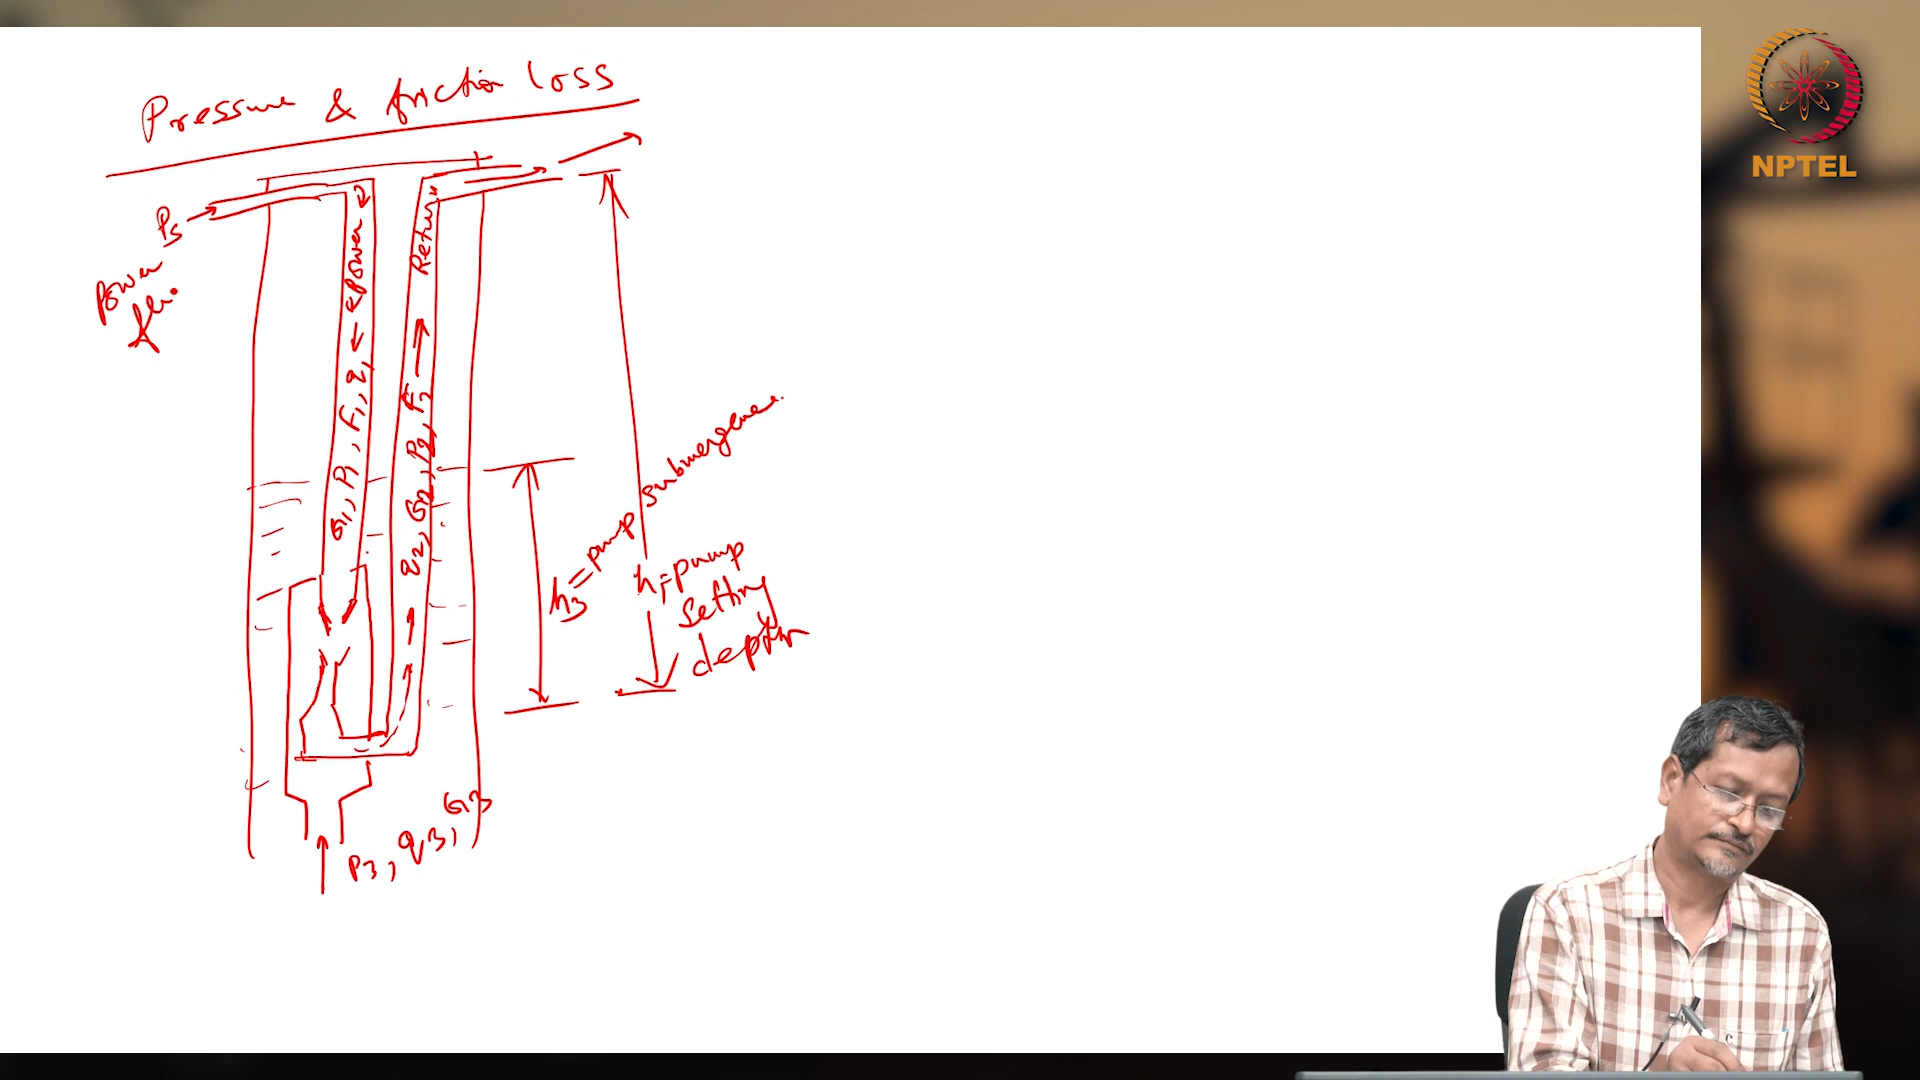 Pressure & friction loss
Ps
Power
Power
Return
G1, P1, F1, q1
q2, G2, P2, F2
h3 = pump submergence
h1 = pump
setting
depth
P3, q3, G3
NPTEL